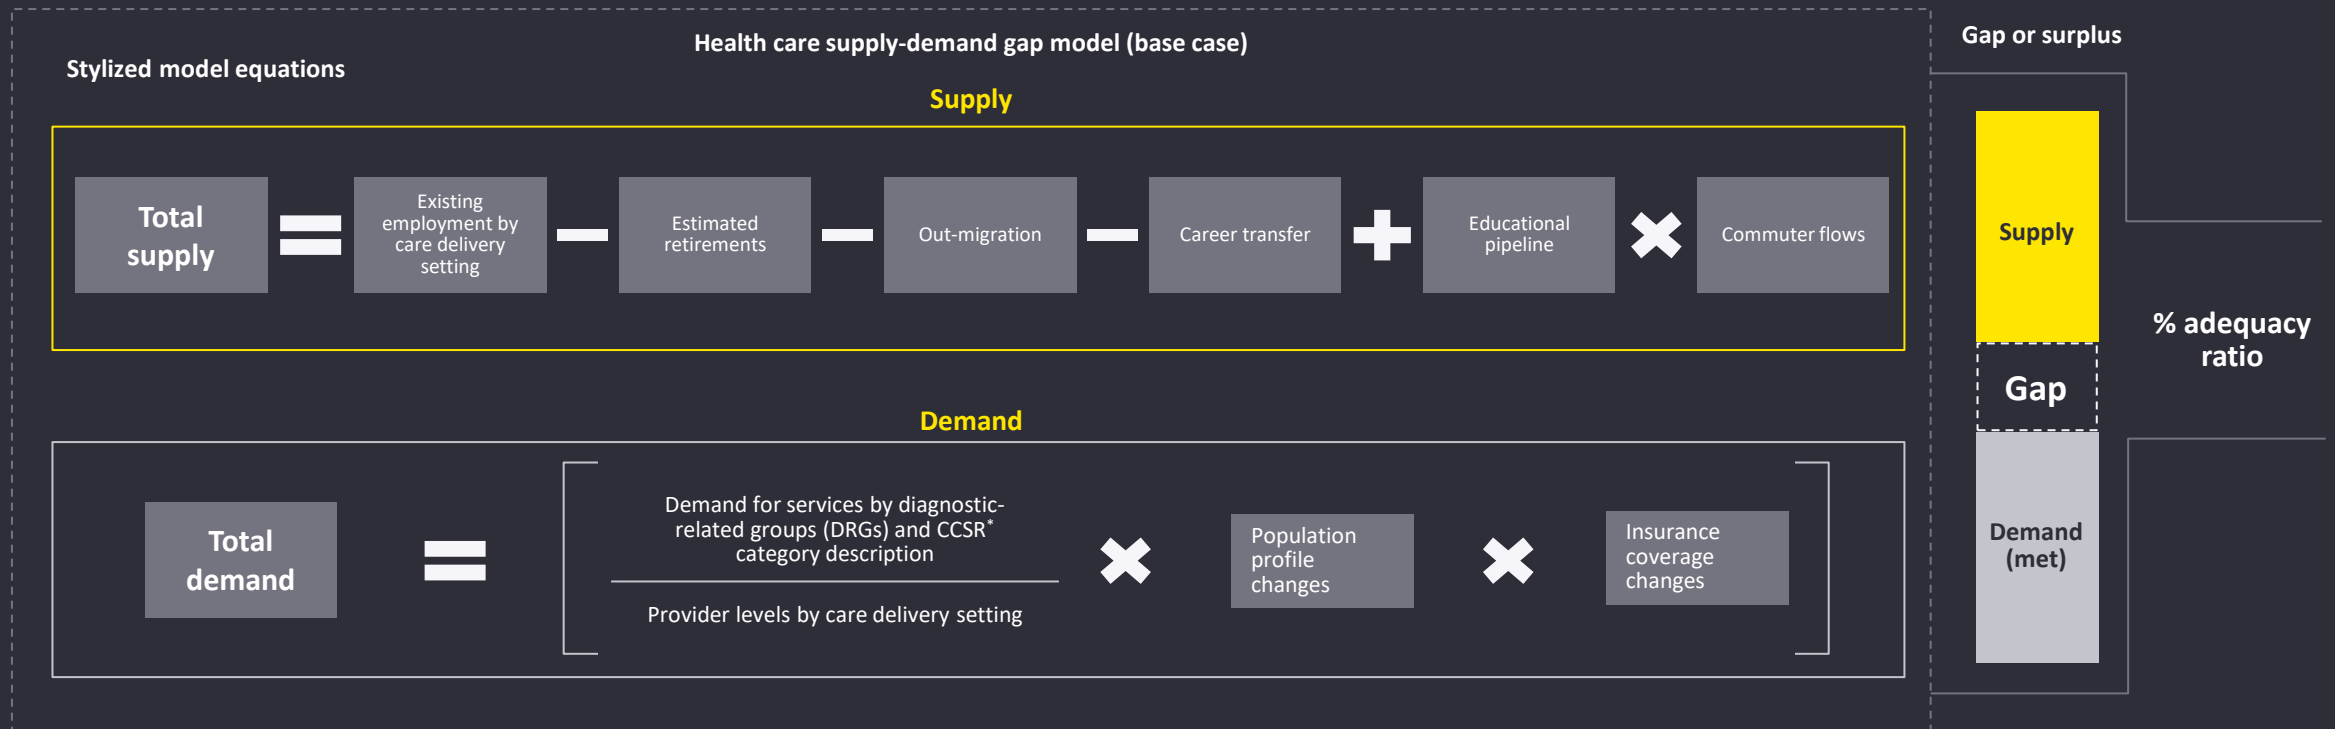 Health care supply-demand gap model (base case)
Stylized model equations
Supply
Total
supply
=
Existing
employment by
care delivery
setting
−
Estimated
retirements
−
Out-migration
−
Career transfer
+
Educational
pipeline
×
Commuter flows
Demand
Total
demand
=
Demand for services by diagnostic-
related groups (DRGs) and CCSR*
category description
Provider levels by care delivery setting
×
Population
profile
changes
×
Insurance
coverage
changes
Gap or surplus
Supply
Gap
Demand
(met)
% adequacy
ratio